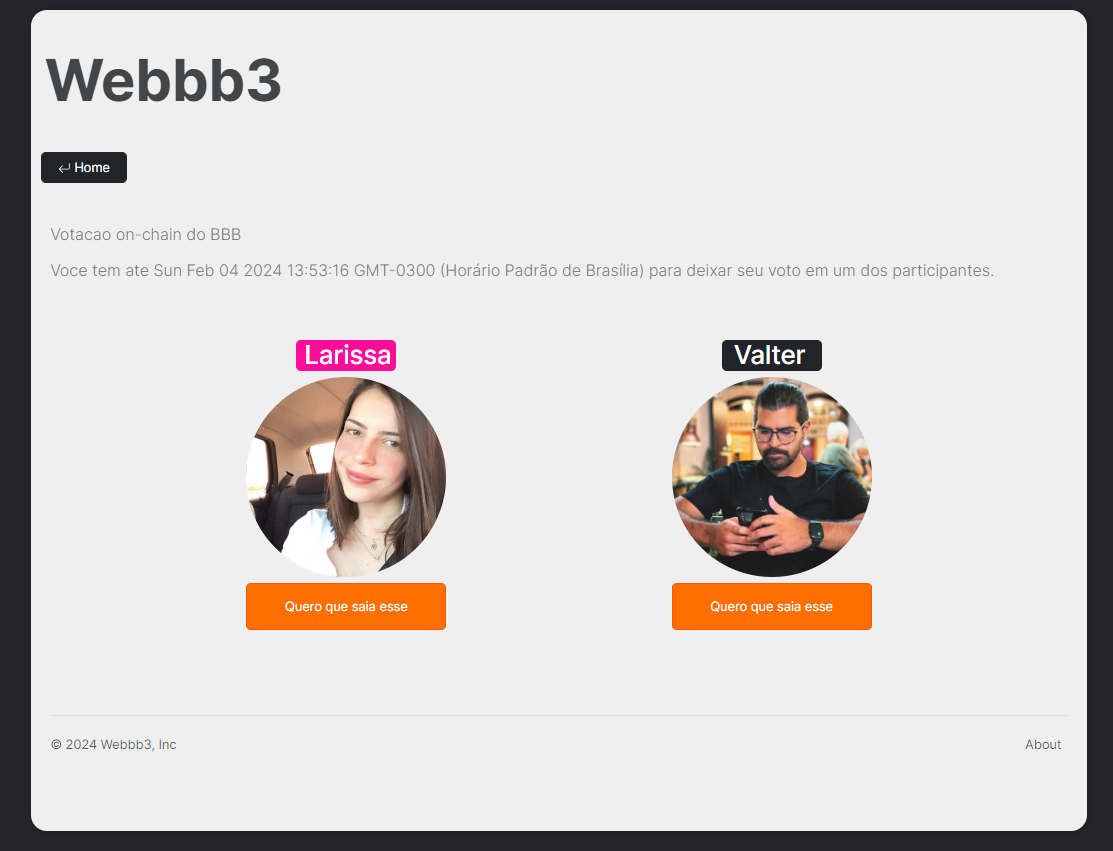 Webbb3
Home
Votacao on-chain do BBB
Voce tem ate Sun Feb 04 2024 13:53:16 GMT-0300 (Horário Padrão de Brasília) para deixar seu voto em um dos participantes.
Larissa
Valter
Quero que saia esse
Quero que saia esse
© 2024 Webbb3, Inc
About